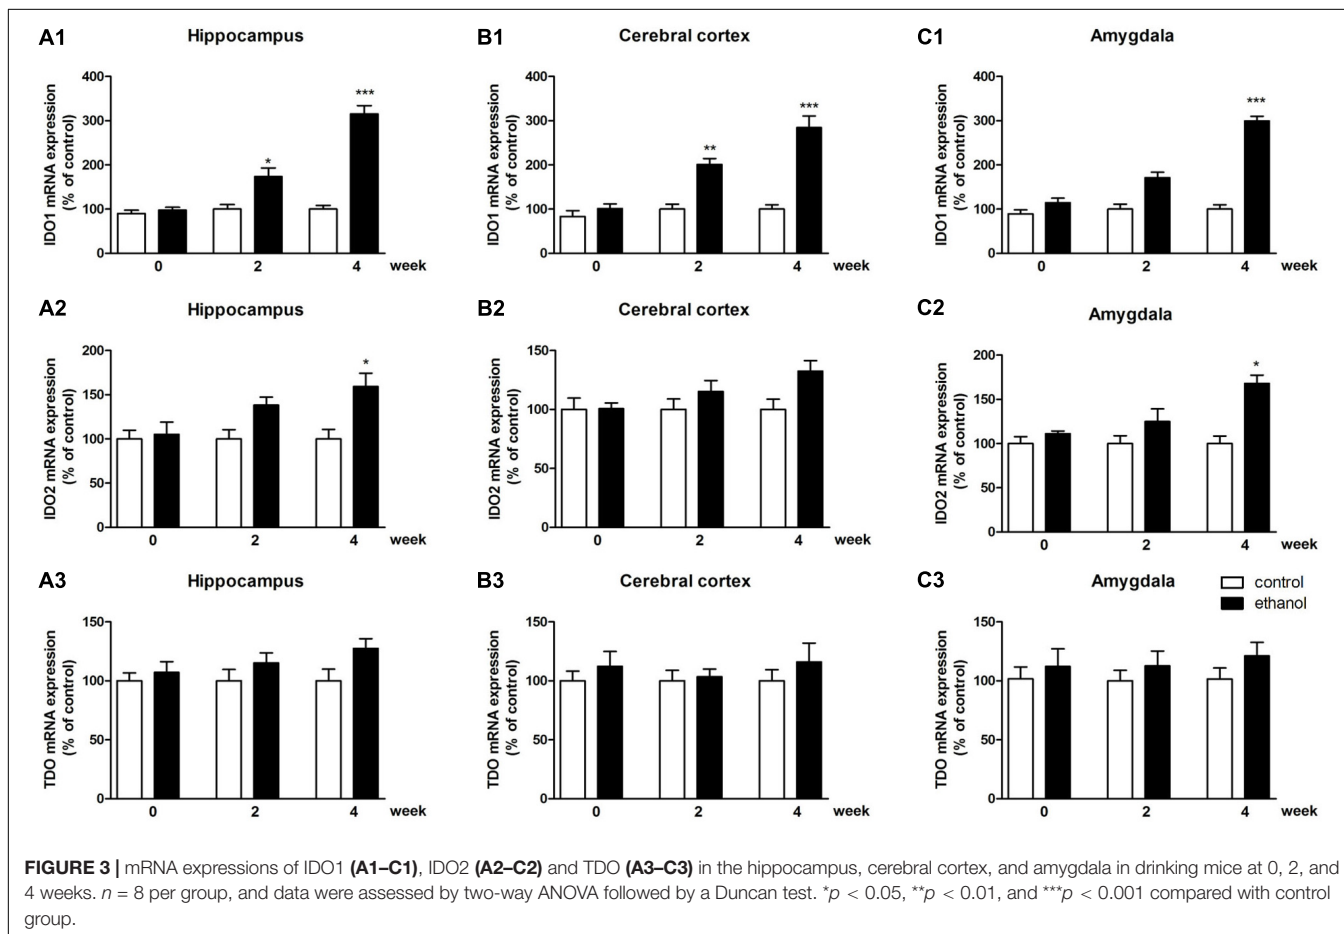 A1 Hippocampus
IDO1 mRNA expression
(% of control)
400
300
200
100
0
* ***
0 2 4 week
B1 Cerebral cortex
IDO1 mRNA expression
(% of control)
400
300
200
100
0
** ***
0 2 4 week
C1 Amygdala
IDO1 mRNA expression
(% of control)
400
300
200
100
0
***
0 2 4 week
A2 Hippocampus
IDO2 mRNA expression
(% of control)
200
150
100
50
0
*
0 2 4 week
B2 Cerebral cortex
IDO2 mRNA expression
(% of control)
150
100
50
0
0 2 4 week
C2 Amygdala
IDO2 mRNA expression
(% of control)
200
150
100
50
0
*
0 2 4 week
A3 Hippocampus
TDO mRNA expression
(% of control)
150
100
50
0
0 2 4 week
B3 Cerebral cortex
TDO mRNA expression
(% of control)
150
100
50
0
0 2 4 week
C3 Amygdala
control
ethanol
TDO mRNA expression
(% of control)
150
100
50
0
0 2 4 week
FIGURE 3 | mRNA expressions of IDO1 (A1–C1), IDO2 (A2–C2) and TDO (A3–C3) in the hippocampus, cerebral cortex, and amygdala in drinking mice at 0, 2, and
4 weeks. n = 8 per group, and data were assessed by two-way ANOVA followed by a Duncan test. *p < 0.05, **p < 0.01, and ***p < 0.001 compared with control
group.